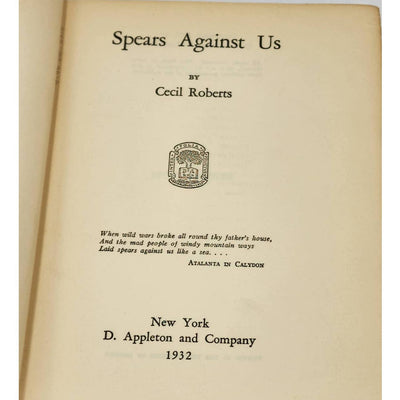 Spears Against Us
BY
Cecil Roberts
When wild wars broke all round thy father's house,
And the mad people of windy mountain ways
Laid spears against us like a sea. . . .
ATALANTA IN CALYDON
New York
D. Appleton and Company
1932